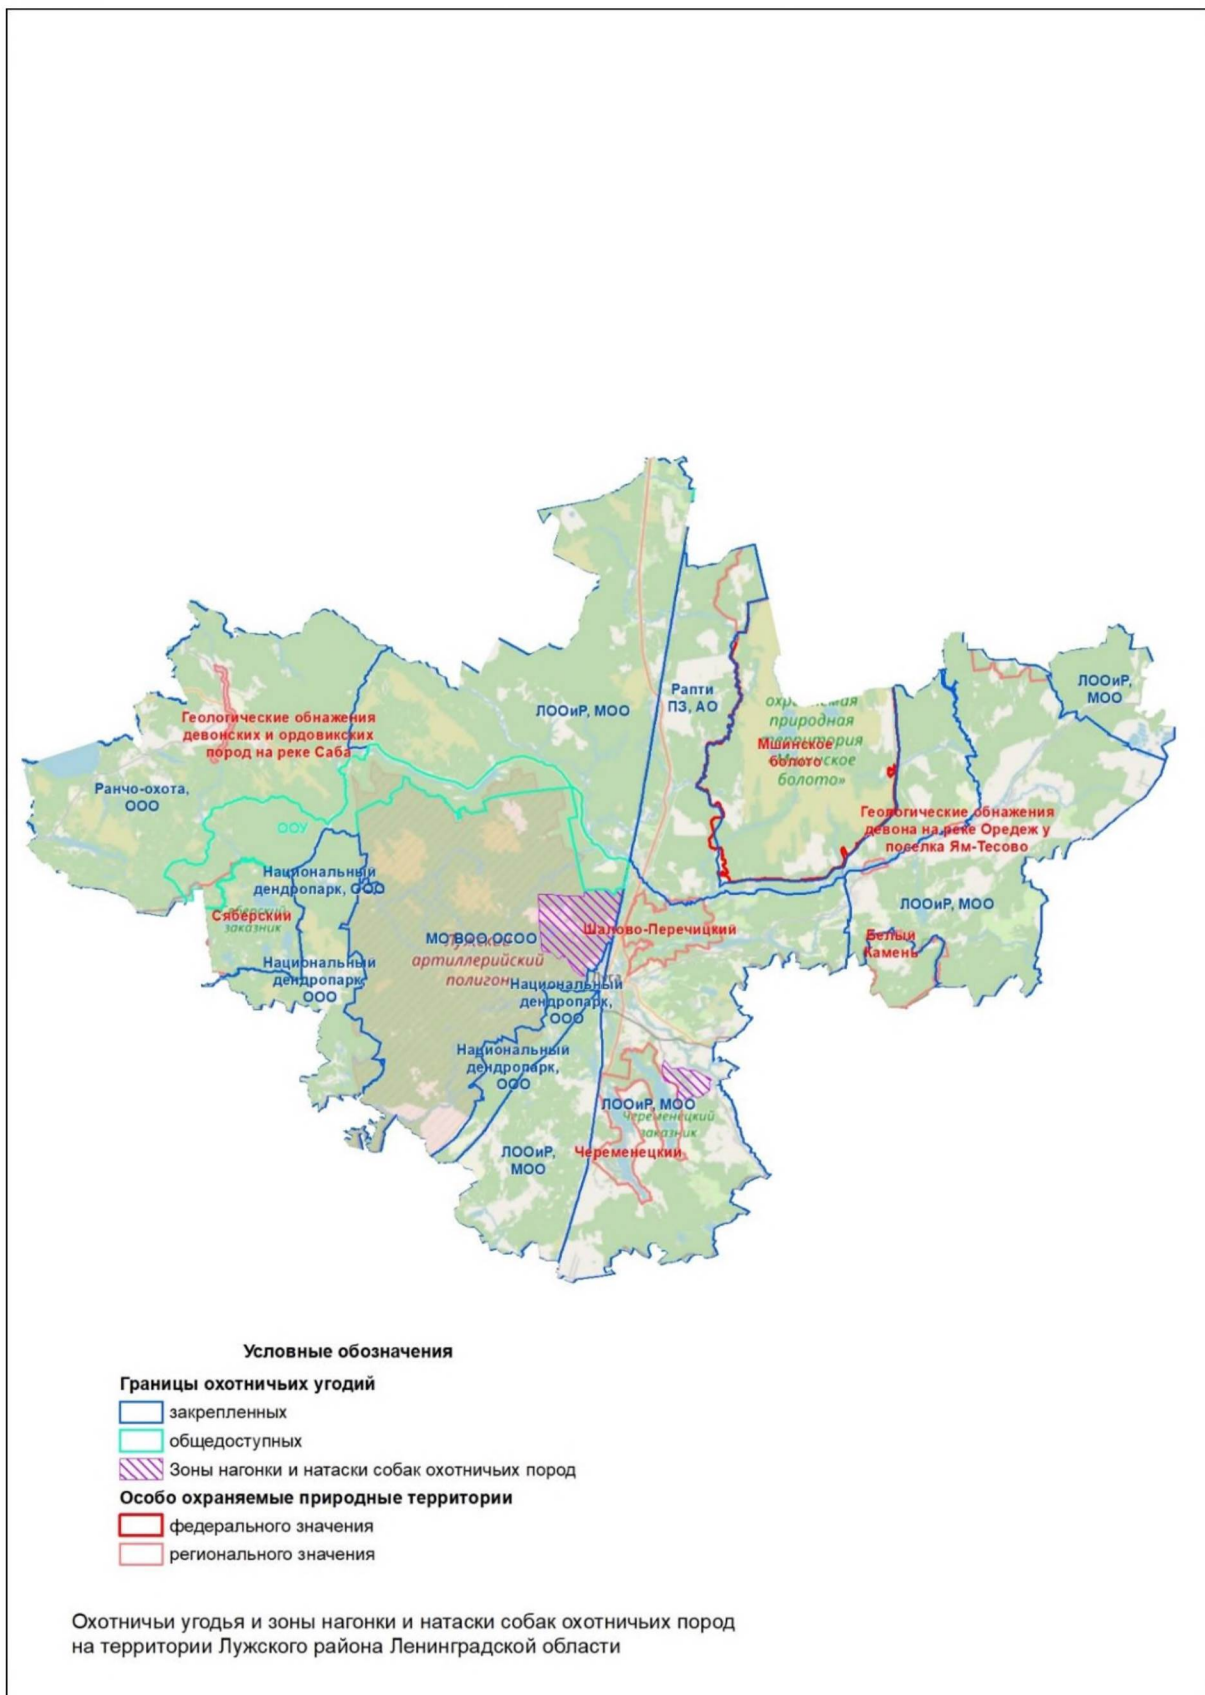 ЛООиР,
МОО
Рапти
ПЗ, АО
ЛООиР, МОО
природная
территория
Мшинское
болото
болото»
Геологические обнажения
девонских и ордовикских
пород на реке Саба
Ранчо-охота,
ООО
ООУ
Геологические обнажения
девона на реке Оредеж у
поселка Ям-Тесово
Национальный
дендропарк, ООО
Сяберский
заказник
ЛООиР, МОО
Белый
Камень
Шалово-Перечицкий
МО ВОО ОСОО
Лужский
артиллерийский
полигон
Национальный
дендропарк,
ООО
Луга
Национальный
дендропарк,
ООО
Национальный
дендропарк,
ООО
ЛООиР, МОО
Череменецкий
заказник
ЛООиР,
МОО
Череменецкий
Условные обозначения
Границы охотничьих угодий
закрепленных
общедоступных
Зоны нагонки и натаски собак охотничьих пород
Особо охраняемые природные территории
федерального значения
регионального значения
Охотничьи угодья и зоны нагонки и натаски собак охотничьих пород
на территории Лужского района Ленинградской области